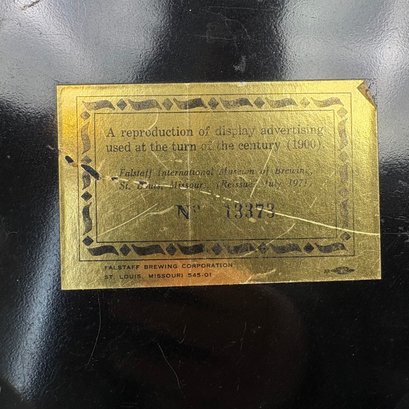 A reproduction of display advertising
used at the turn of the century (1900).
Falstaff International Museum of Brewing,
St. Louis, Missouri. (Reissue July 1971)
Nº 13373
FALSTAFF BREWING CORPORATION
ST. LOUIS, MISSOURI 545-01